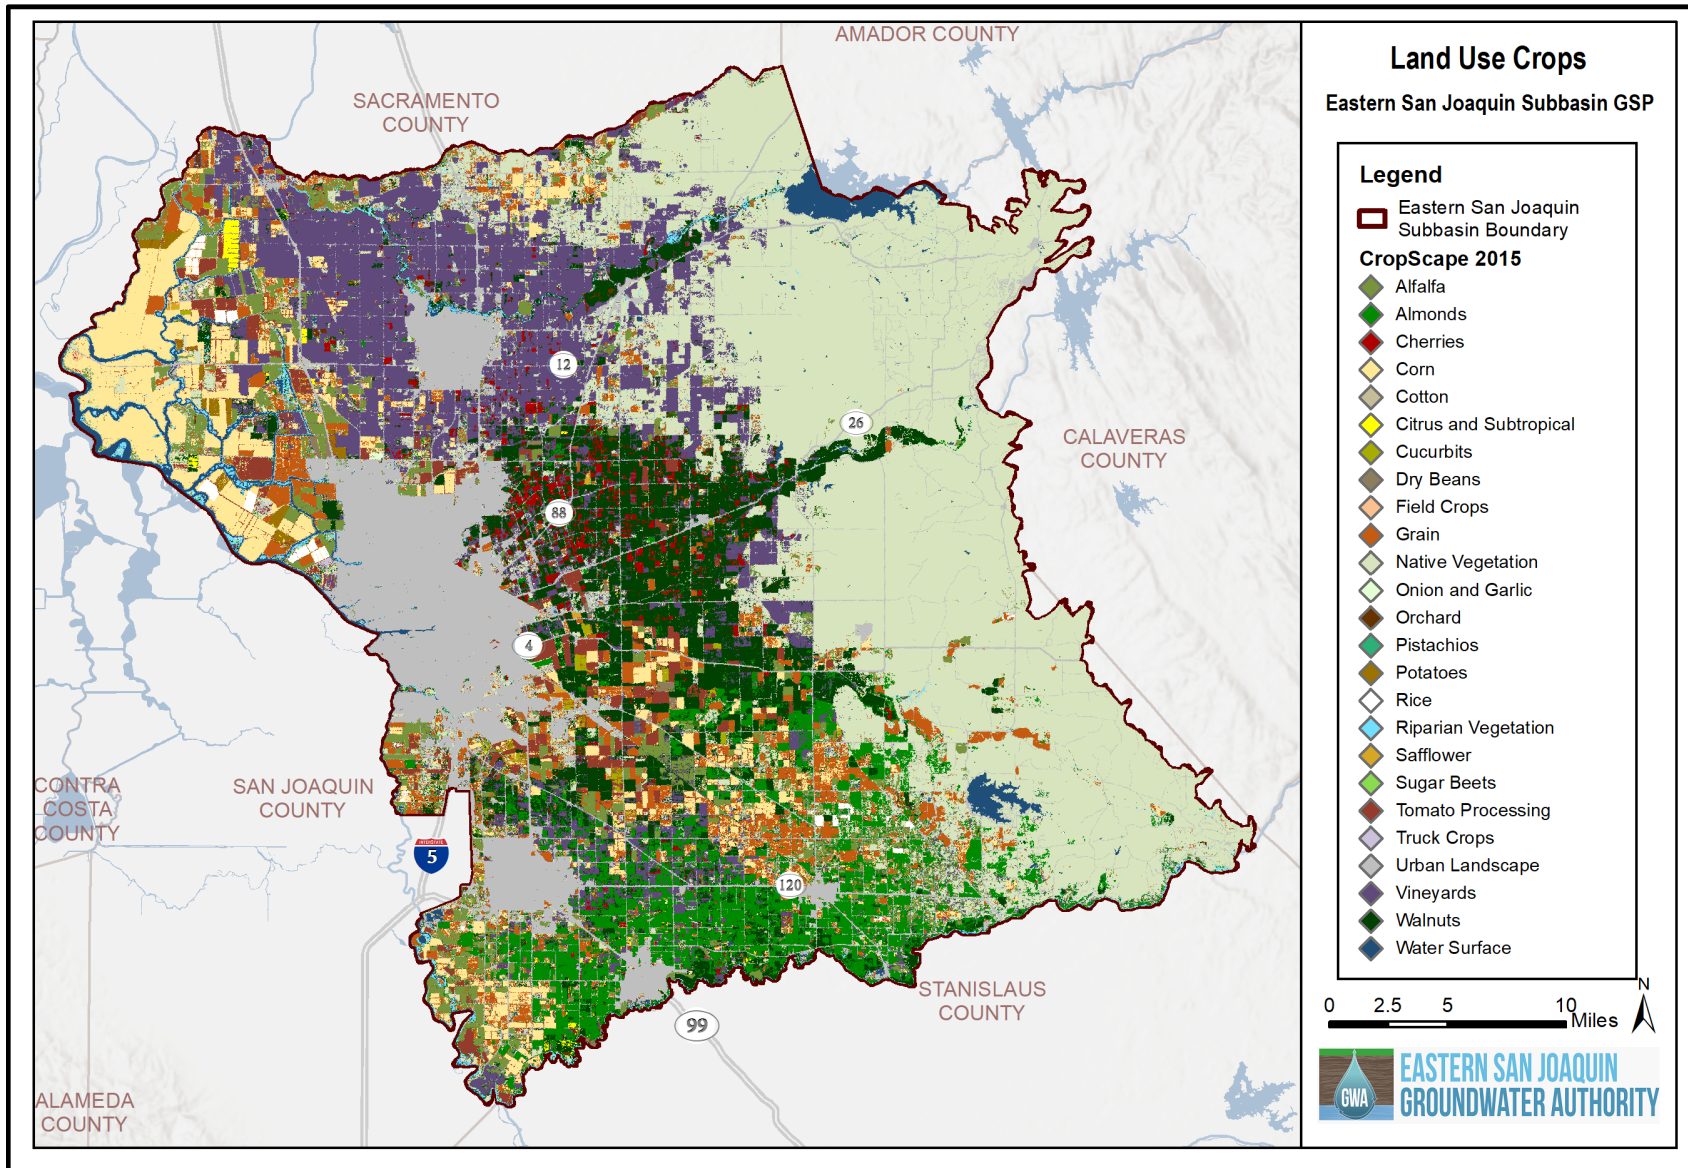 AMADOR COUNTY
SACRAMENTO
COUNTY
12
26
CALAVERAS
COUNTY
88
4
CONTRA
COSTA
COUNTY
SAN JOAQUIN
COUNTY
INTERSTATE
5
120
STANISLAUS
COUNTY
99
ALAMEDA
COUNTY
Land Use Crops
Eastern San Joaquin Subbasin GSP
Legend
Eastern San Joaquin
Subbasin Boundary
CropScape 2015
Alfalfa
Almonds
Cherries
Corn
Cotton
Citrus and Subtropical
Cucurbits
Dry Beans
Field Crops
Grain
Native Vegetation
Onion and Garlic
Orchard
Pistachios
Potatoes
Rice
Riparian Vegetation
Safflower
Sugar Beets
Tomato Processing
Truck Crops
Urban Landscape
Vineyards
Walnuts
Water Surface
N
0 2.5 5 10
Miles
GWA
EASTERN SAN JOAQUIN
GROUNDWATER AUTHORITY